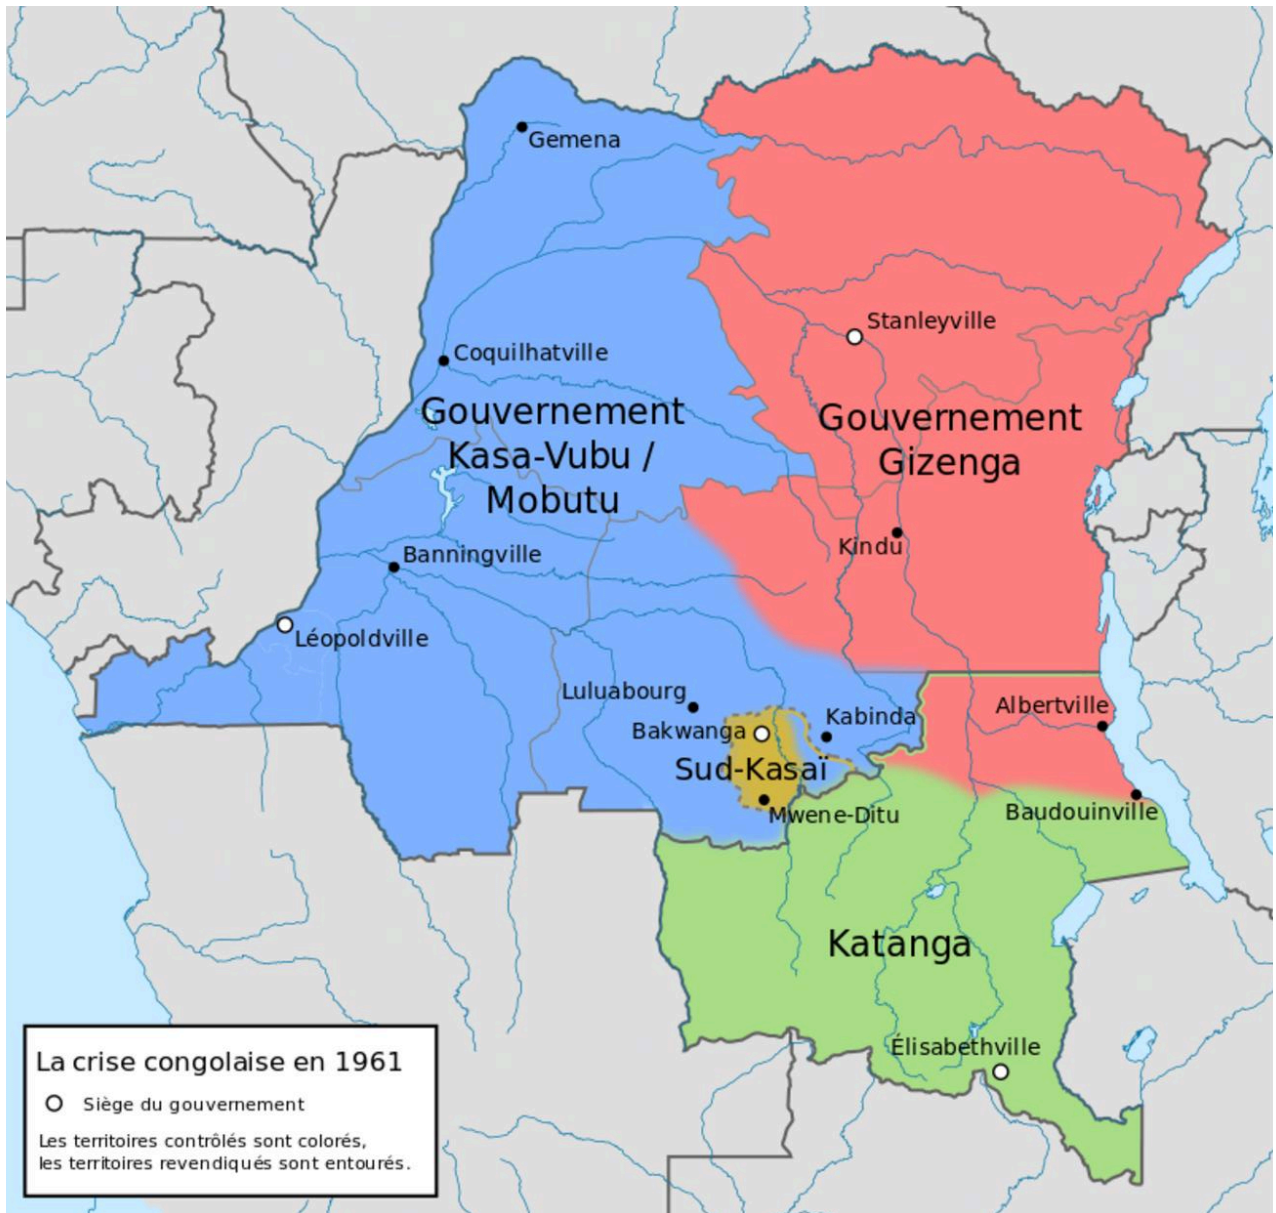 Gemena
Stanleyville
Coquilhatville
Gouvernement
Kasa-Vubu /
Mobutu
Gouvernement
Gizenga
Kindu
Banningville
Léopoldville
Luluabourg
Bakwanga
Kabinda
Albertville
Sud-Kasaï
Mwene-Ditu
Baudouinville
Katanga
Élisabethville
La crise congolaise en 1961
Siège du gouvernement
Les territoires contrôlés sont colorés,
les territoires revendiqués sont entourés.